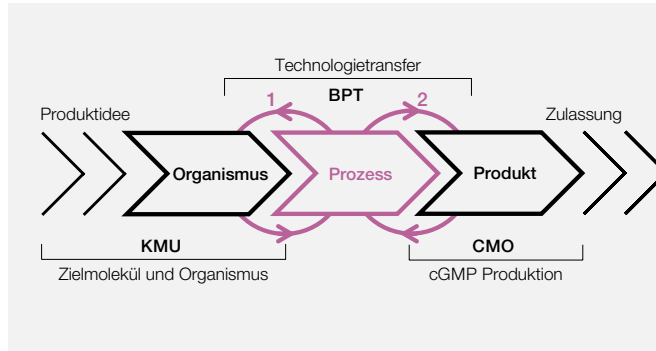 Technologietransfer
BPT
1
2
Produktidee
Zulassung
Organismus
Prozess
Produkt
KMU
CMO
Zielmolekül und Organismus
cGMP Produktion